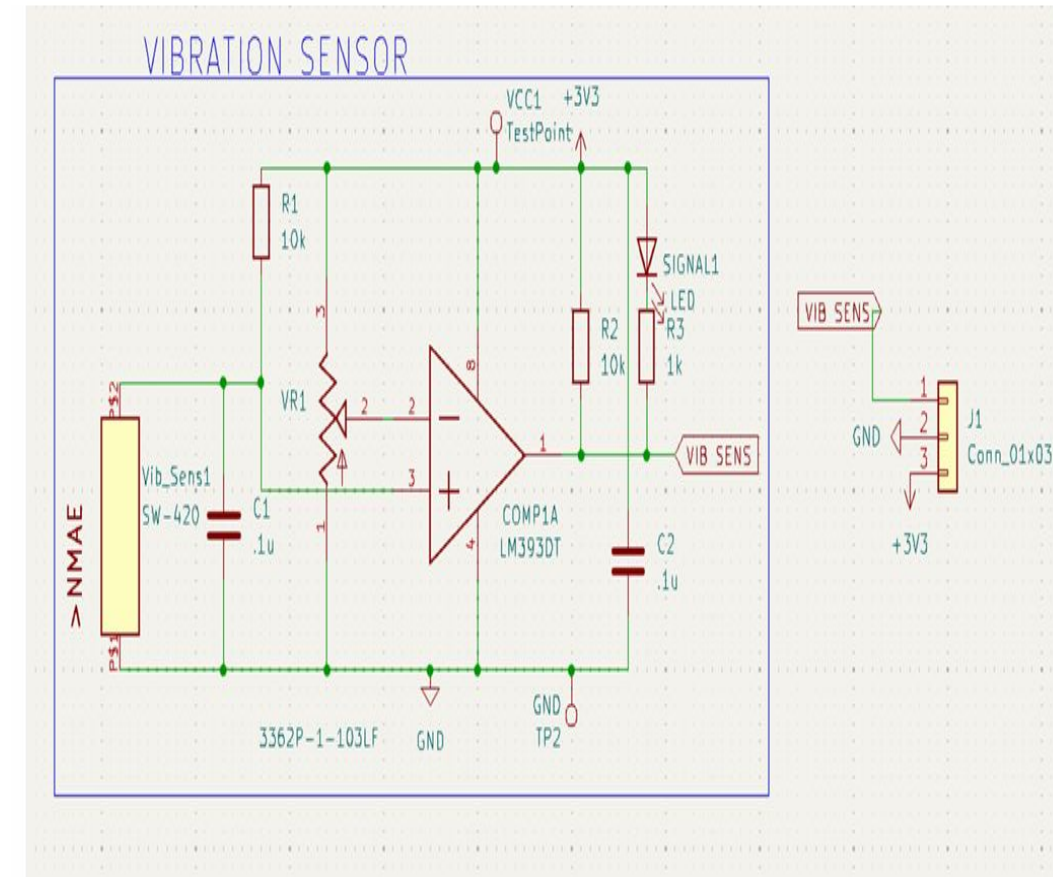 VIBRATION SENSOR
VCC1
TestPoint
+3V3
R1
10k
3
SIGNAL1
LED
VIB SENS
R2
10k
R3
1k
8
P$2
VR1
2
2
1
VIB SENS
1
2
3
GND
J1
Conn_01x03
+3V3
Vib_Sens1
SW-420
3
C1
.1u
COMP1A
LM393DT
1
4
C2
.1u
>NMAE
P$1
3362P-1-103LF
GND
GND
TP2